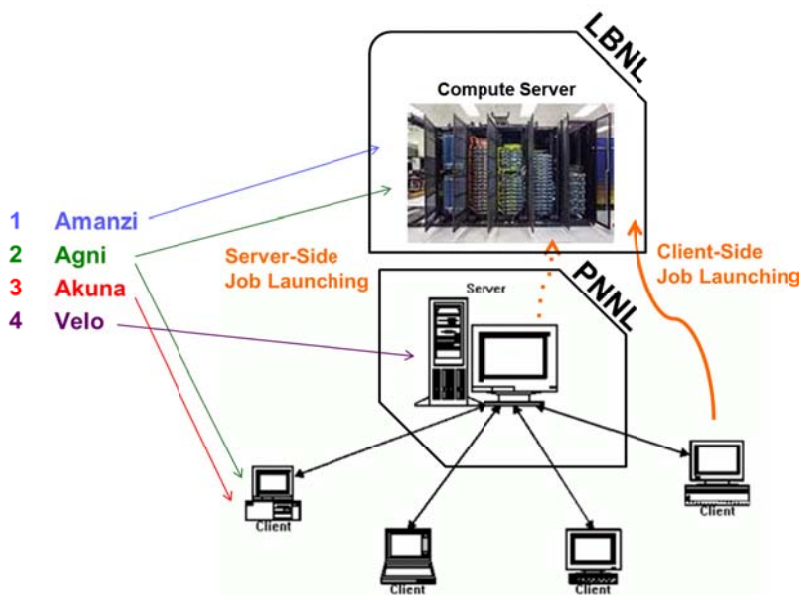 LBNL
Compute Server
1 Amanzi
2 Agni
3 Akuna
4 Velo
Server-Side
Job Launching
Client-Side
Job Launching
PNNL
Server
Client
Client
Client
Client